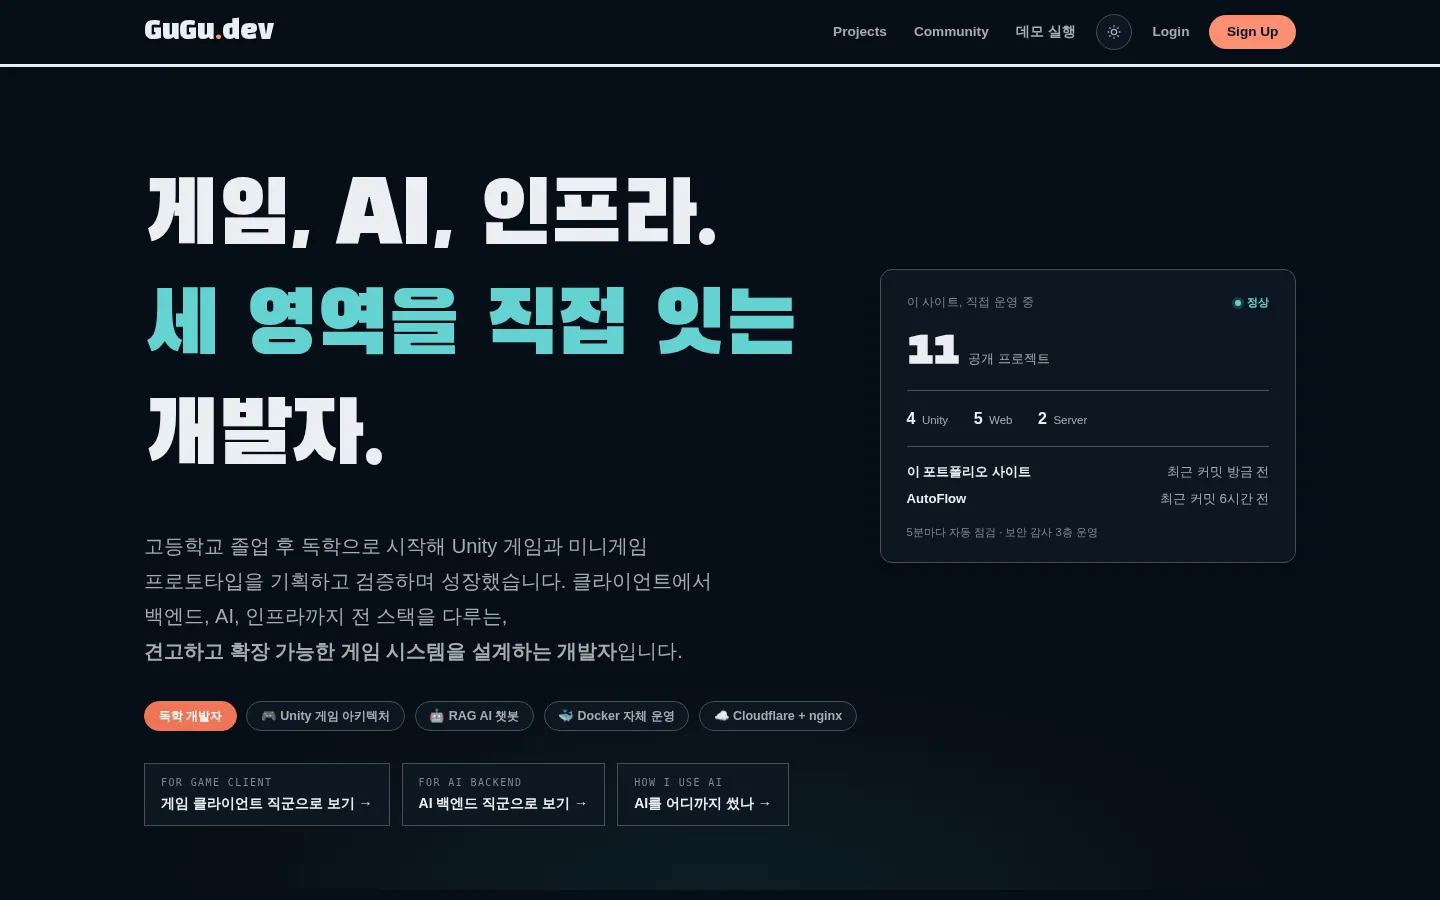 GuGu.dev
Projects
Community
데모 실행
Login
Sign Up
게임, AI, 인프라.
세 영역을 직접 잇는
개발자.
고등학교 졸업 후 독학으로 시작해 Unity 게임과 미니게임
프로토타입을 기획하고 검증하며 성장했습니다. 클라이언트에서
백엔드, AI, 인프라까지 전 스택을 다루는,
견고하고 확장 가능한 게임 시스템을 설계하는 개발자입니다.
독학 개발자
🎮 Unity 게임 아키텍처
🤖 RAG AI 챗봇
🐳 Docker 자체 운영
☁️ Cloudflare + nginx
FOR GAME CLIENT
게임 클라이언트 직군으로 보기 →
FOR AI BACKEND
AI 백엔드 직군으로 보기 →
HOW I USE AI
AI를 어디까지 썼나 →
이 사이트, 직접 운영 중
정상
11 공개 프로젝트
4 Unity 5 Web 2 Server
이 포트폴리오 사이트 최근 커밋 방금 전
AutoFlow 최근 커밋 6시간 전
5분마다 자동 점검 · 보안 감사 3층 운영